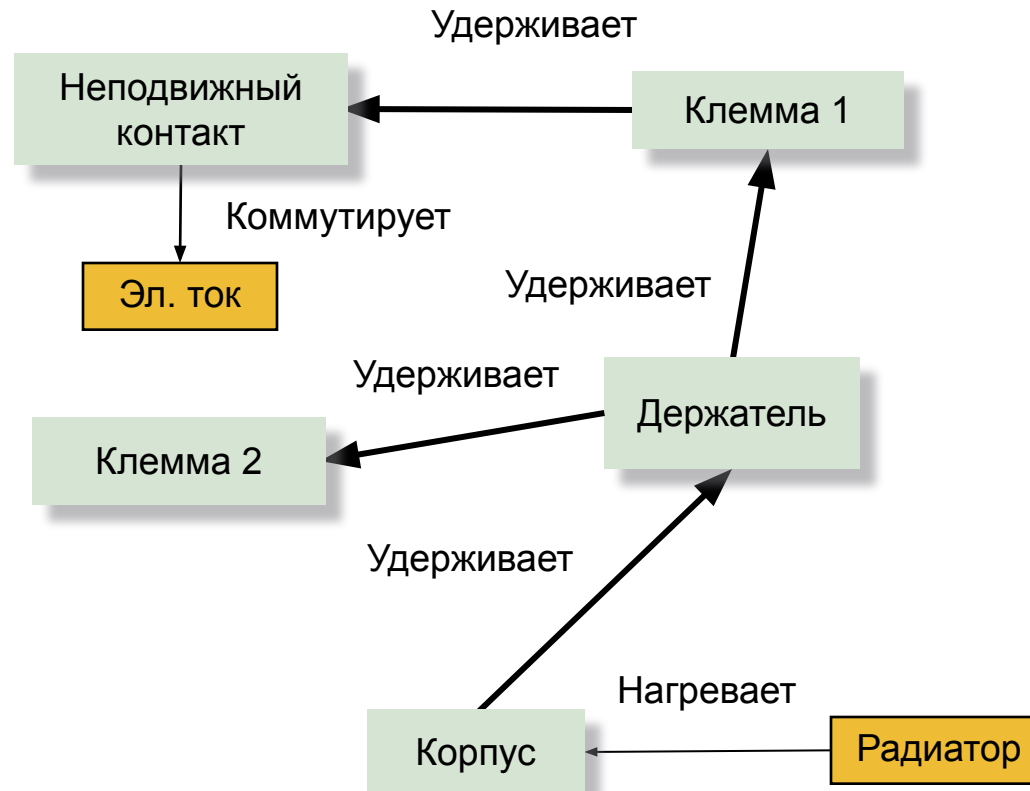 Удерживает
Неподвижный
контакт
Клемма 1
Коммутирует
Эл. ток
Удерживает
Удерживает
Держатель
Клемма 2
Удерживает
Нагревает
Корпус
Радиатор